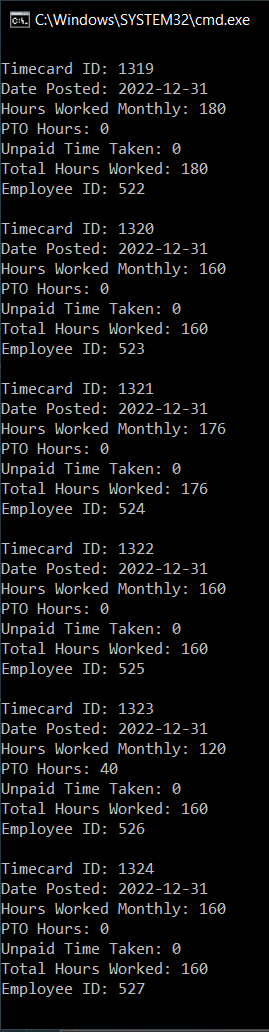 C:\Windows\SYSTEM32\cmd.exe
Timecard ID: 1319
Date Posted: 2022-12-31
Hours Worked Monthly: 180
PTO Hours: 0
Unpaid Time Taken: 0
Total Hours Worked: 180
Employee ID: 522
Timecard ID: 1320
Date Posted: 2022-12-31
Hours Worked Monthly: 160
PTO Hours: 0
Unpaid Time Taken: 0
Total Hours Worked: 160
Employee ID: 523
Timecard ID: 1321
Date Posted: 2022-12-31
Hours Worked Monthly: 176
PTO Hours: 0
Unpaid Time Taken: 0
Total Hours Worked: 176
Employee ID: 524
Timecard ID: 1322
Date Posted: 2022-12-31
Hours Worked Monthly: 160
PTO Hours: 0
Unpaid Time Taken: 0
Total Hours Worked: 160
Employee ID: 525
Timecard ID: 1323
Date Posted: 2022-12-31
Hours Worked Monthly: 120
PTO Hours: 40
Unpaid Time Taken: 0
Total Hours Worked: 160
Employee ID: 526
Timecard ID: 1324
Date Posted: 2022-12-31
Hours Worked Monthly: 160
PTO Hours: 0
Unpaid Time Taken: 0
Total Hours Worked: 160
Employee ID: 527